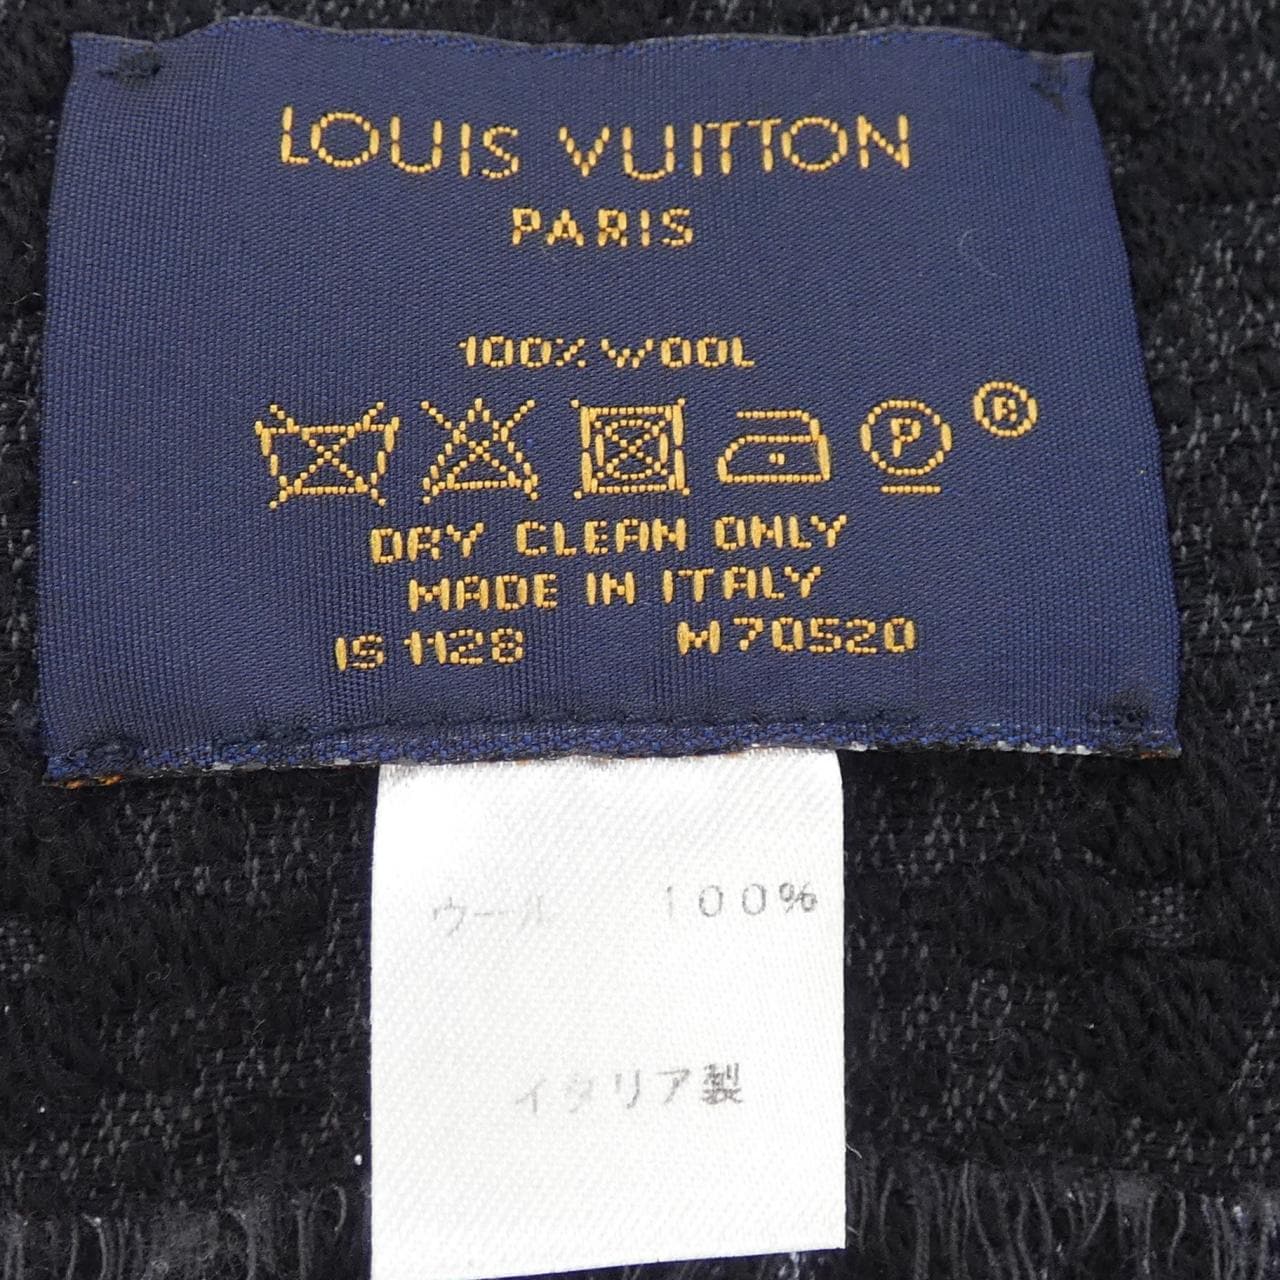 LOUIS VUITTON
PARIS
100% WOOL
P ®
DRY CLEAN ONLY
MADE IN ITALY
IS 1128 M70520
ウール 100%
イタリア製